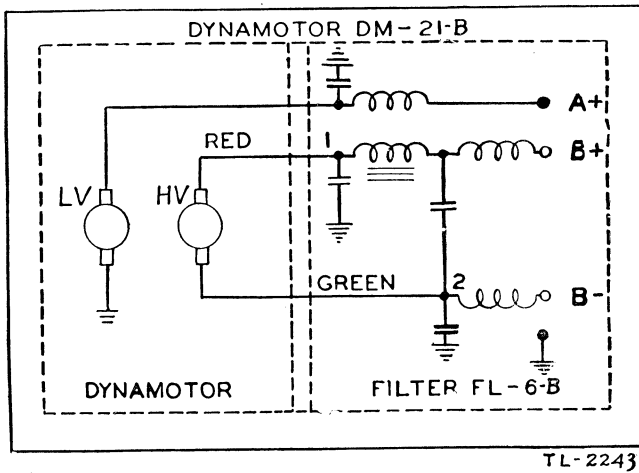 DYNAMOTOR DM-21-B
A+
RED 1 B+
LV HV
GREEN 2 B-
DYNAMOTOR FILTER FL-6-B
TL-2243